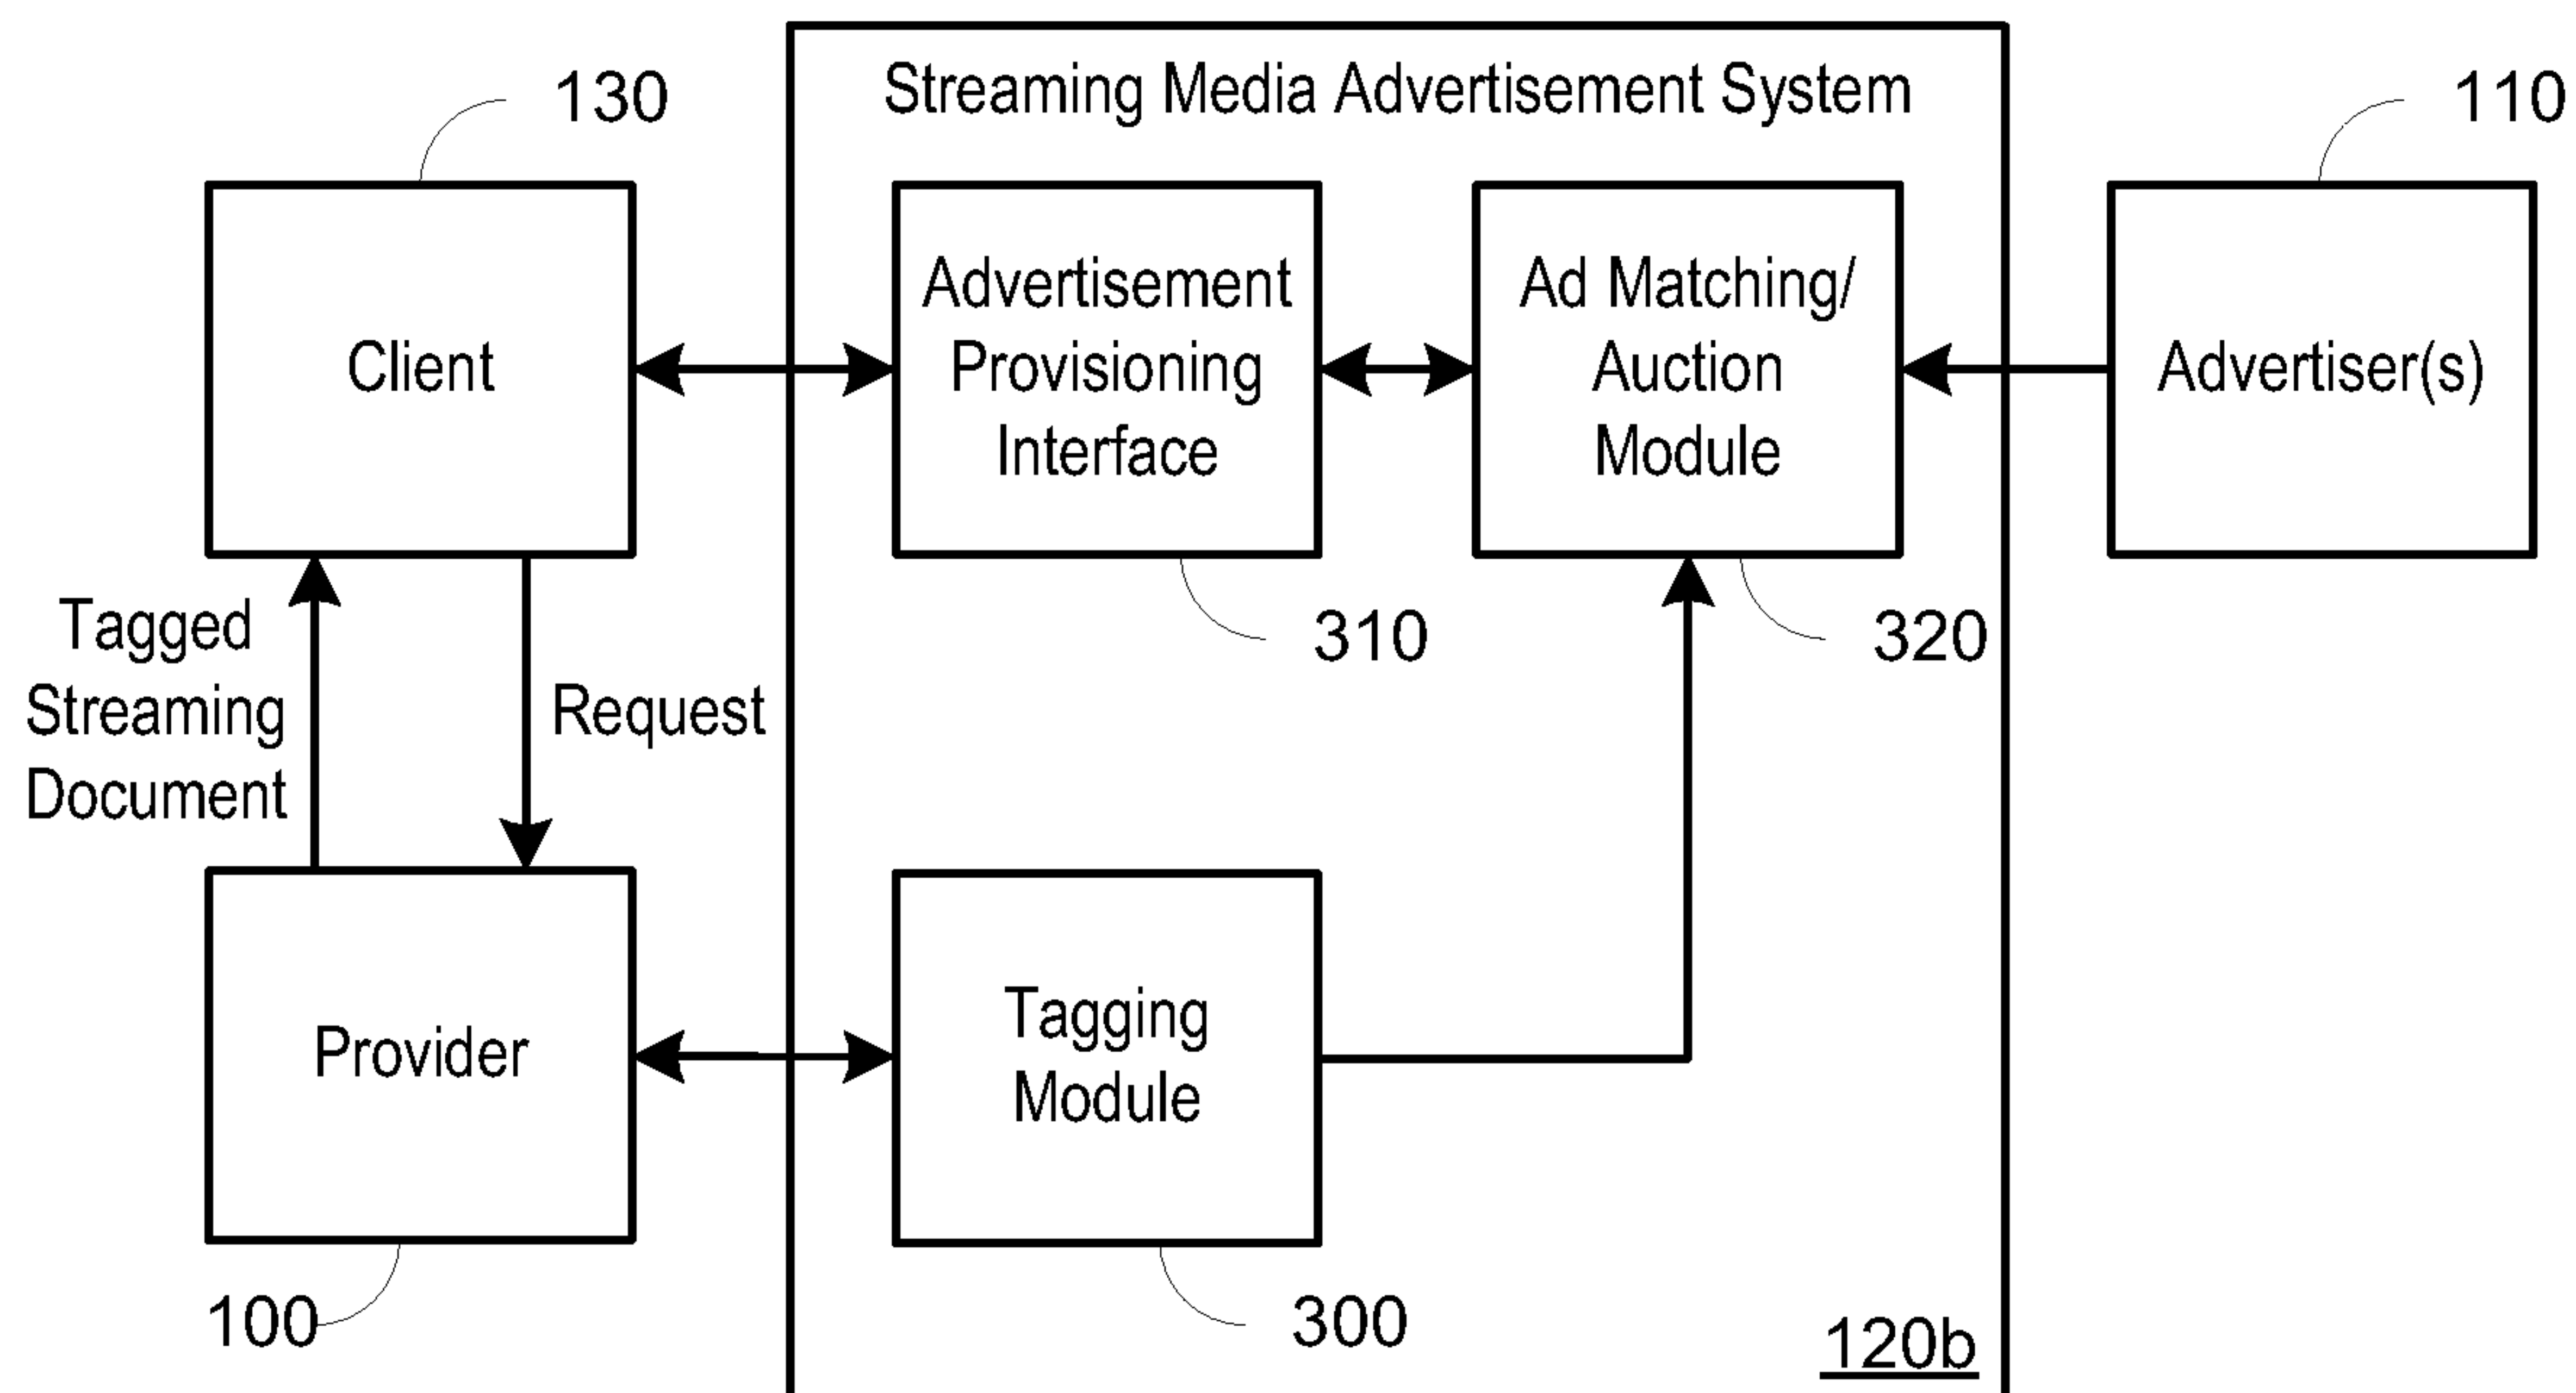 130
Streaming Media Advertisement System
110
Client
Advertisement
Provisioning
Interface
Ad Matching/
Auction
Module
Advertiser(s)
310
320
Tagged
Streaming
Document
Request
Provider
Tagging
Module
100
300
120b